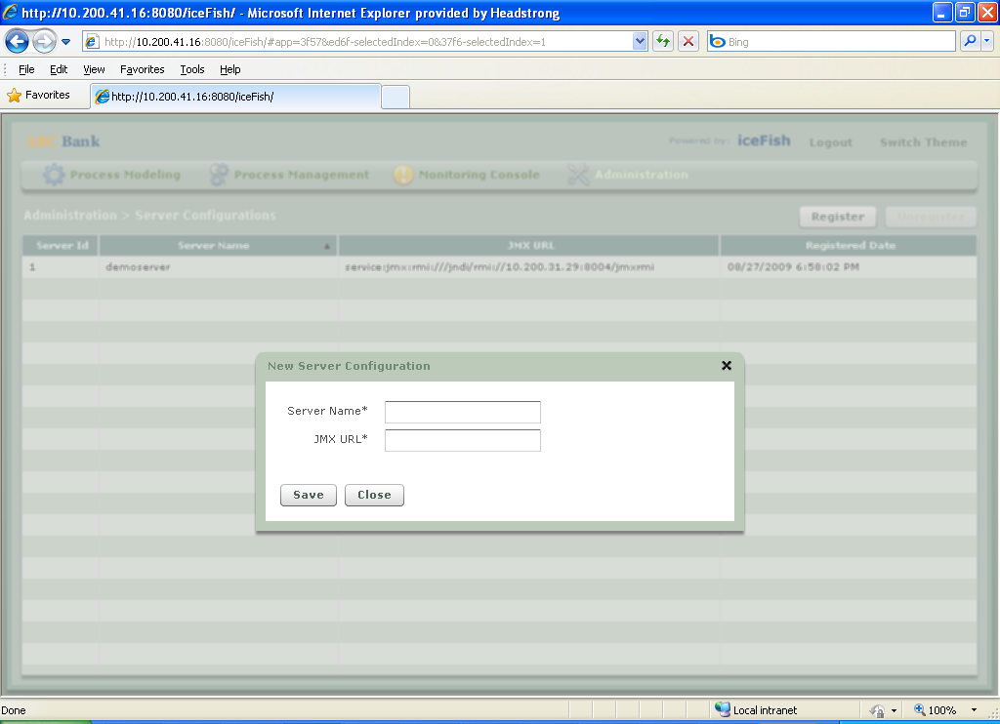 http://10.200.41.16:8080/iceFish/ - Microsoft Internet Explorer provided by Headstrong
http://10.200.41.16:8080/iceFish/#app=3f57&ed6f-selectedIndex=0&37f6-selectedIndex=1
Bing
File Edit View Favorites Tools Help
Favorites
http://10.200.41.16:8080/iceFish/
ABC Bank
Powered by: iceFish Logout Switch Theme
Process Modeling Process Management Monitoring Console Administration
Administration > Server Configurations
Register Unregister
Server Id Server Name JMX URL Registered Date
1 demoserver service:jmx:rmi:///jndi/rmi://10.200.31.29:8004/jmxrmi 08/27/2009 6:58:02 PM
New Server Configuration
Server Name*
JMX URL*
Save Close
Done
Local intranet
100%